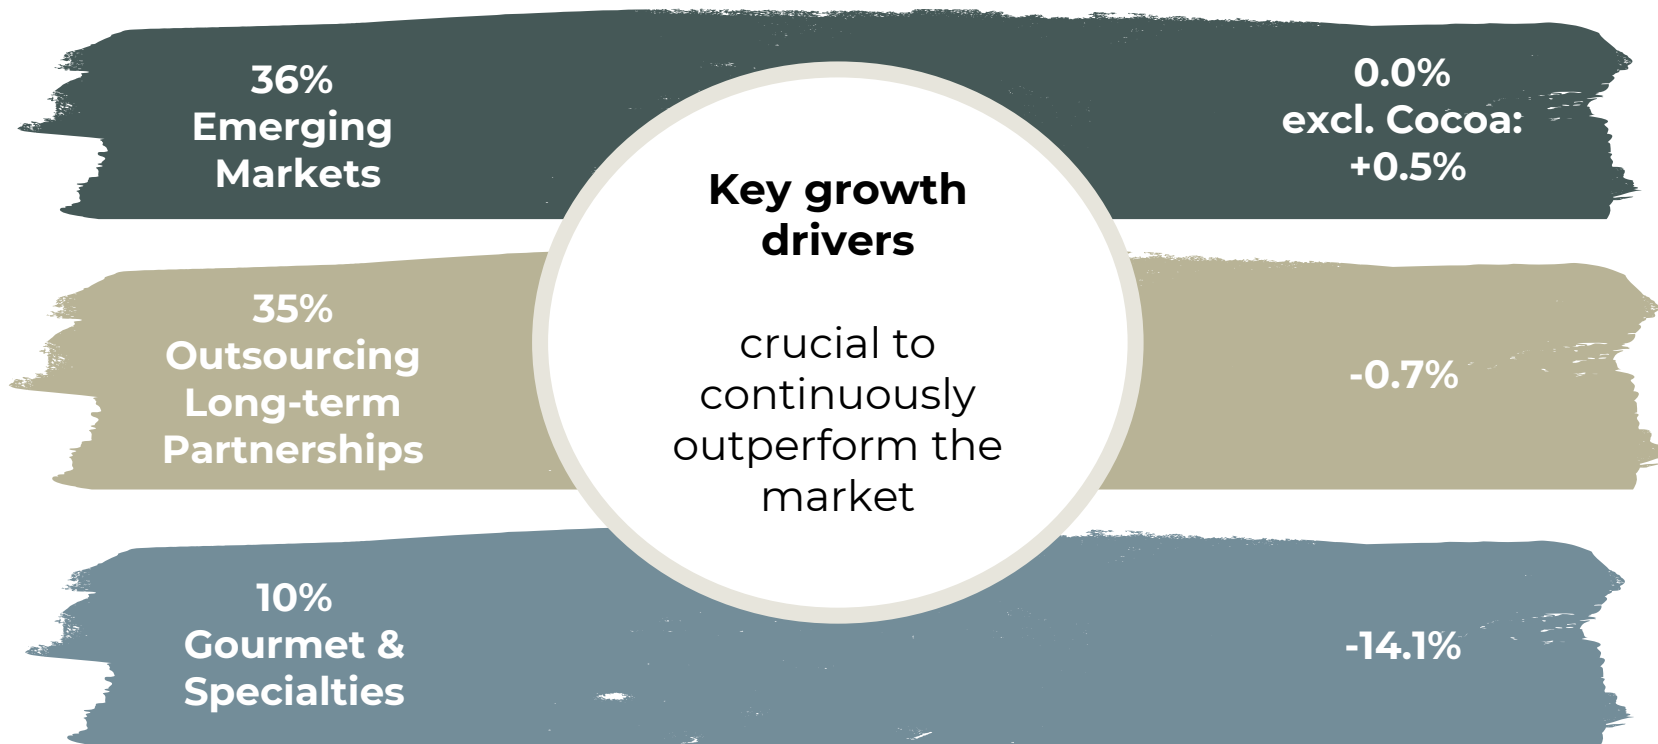 36%
Emerging
Markets
0.0%
excl. Cocoa:
+0.5%
Key growth
drivers
crucial to
continuously
outperform the
market
35%
Outsourcing
Long-term
Partnerships
-0.7%
10%
Gourmet &
Specialties
-14.1%